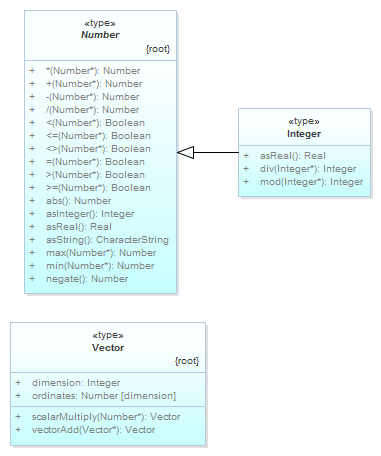 «type»
Number
{root}
+ *(Number*): Number
+ +(Number*): Number
+ -(Number*): Number
+ /(Number*): Number
+ <(Number*): Boolean
+ <=(Number*): Boolean
+ <>(Number*): Boolean
+ =(Number*): Boolean
+ >(Number*): Boolean
+ >=(Number*): Boolean
+ abs(): Number
+ asInteger(): Integer
+ asReal(): Real
+ asString(): CharacterString
+ max(Number*): Number
+ min(Number*): Number
+ negate(): Number
«type»
Integer
+ asReal(): Real
+ div(Integer*): Integer
+ mod(Integer*): Integer
«type»
Vector
{root}
+ dimension: Integer
+ ordinates: Number [dimension]
+ scalarMultiply(Number*): Vector
+ vectorAdd(Vector*): Vector